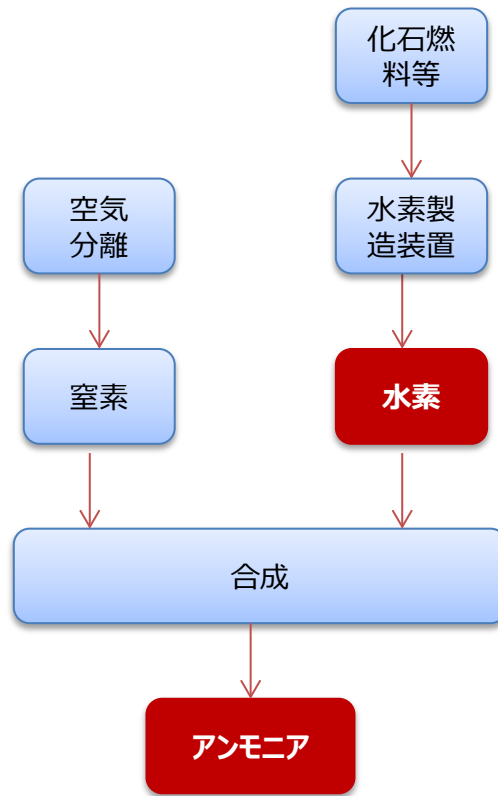 化石燃
料等
空気
分離
水素製
造装置
窒素
水素
合成
アンモニア